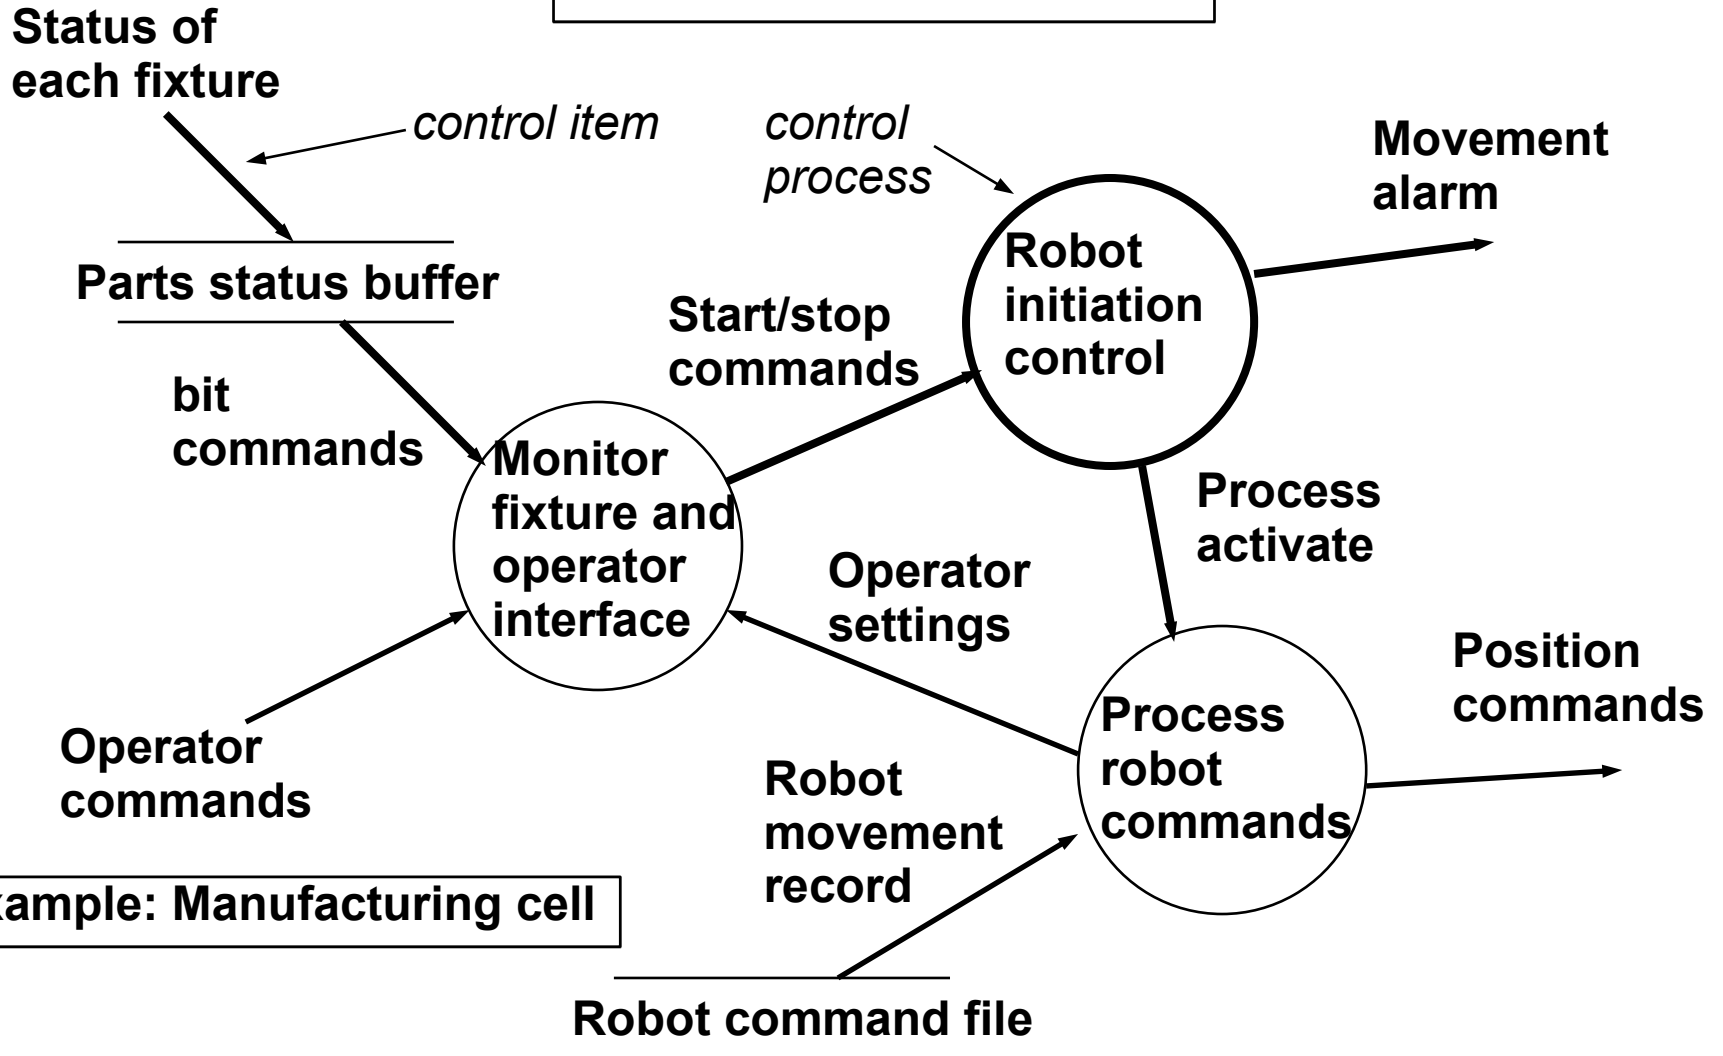 Status of
each fixture
control item
control
process
Movement
alarm
Robot
initiation
control
Parts status buffer
Start/stop
commands
bit
commands
Monitor
fixture and
operator
interface
Process
activate
Operator
settings
Position
commands
Process
robot
commands
Operator
commands
Robot
movement
record
xample: Manufacturing cell
Robot command file